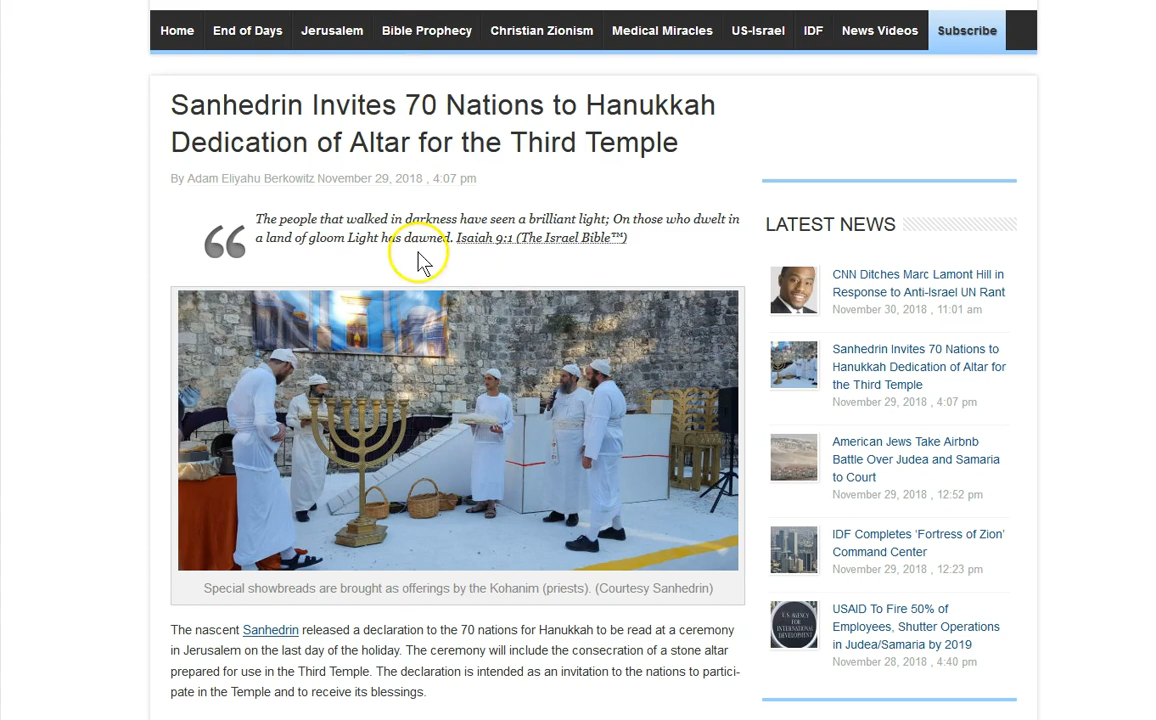 Home End of Days Jerusalem Bible Prophecy Christian Zionism Medical Miracles US-Israel IDF News Videos Subscribe
Sanhedrin Invites 70 Nations to Hanukkah
Dedication of Altar for the Third Temple
By Adam Eliyahu Berkowitz November 29, 2018 , 4:07 pm
The people that walked in darkness have seen a brilliant light; On those who dwelt in
a land of gloom Light has dawned. Isaiah 9:1 (The Israel Bible™)
Special showbreads are brought as offerings by the Kohanim (priests). (Courtesy Sanhedrin)
The nascent Sanhedrin released a declaration to the 70 nations for Hanukkah to be read at a ceremony
in Jerusalem on the last day of the holiday. The ceremony will include the consecration of a stone altar
prepared for use in the Third Temple. The declaration is intended as an invitation to the nations to partici-
pate in the Temple and to receive its blessings.
LATEST NEWS
CNN Ditches Marc Lamont Hill in
Response to Anti-Israel UN Rant
November 30, 2018 , 11:01 am
Sanhedrin Invites 70 Nations to
Hanukkah Dedication of Altar for
the Third Temple
November 29, 2018 , 4:07 pm
American Jews Take Airbnb
Battle Over Judea and Samaria
to Court
November 29, 2018 , 12:52 pm
IDF Completes ‘Fortress of Zion’
Command Center
November 29, 2018 , 12:23 pm
U.S. AGENCY
FOR
INTERNATIONAL
DEVELOPMENT
USAID To Fire 50% of
Employees, Shutter Operations
in Judea/Samaria by 2019
November 28, 2018 , 4:40 pm